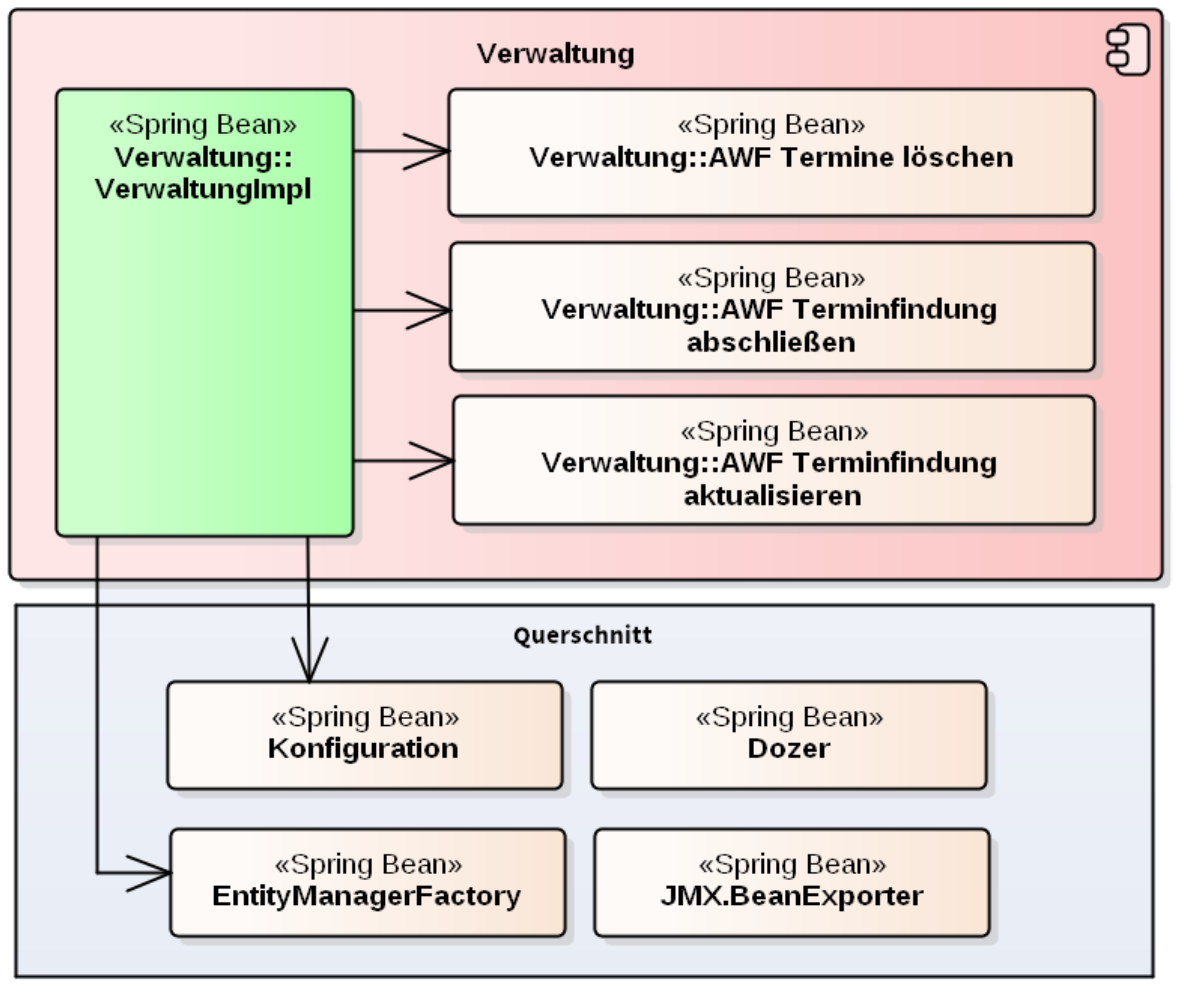 Verwaltung
«Spring Bean»
Verwaltung::
VerwaltungImpl
«Spring Bean»
Verwaltung::AWF Termine löschen
«Spring Bean»
Verwaltung::AWF Terminfindung
abschließen
«Spring Bean»
Verwaltung::AWF Terminfindung
aktualisieren
Querschnitt
«Spring Bean»
Konfiguration
«Spring Bean»
Dozer
«Spring Bean»
EntityManagerFactory
«Spring Bean»
JMX.BeanExporter